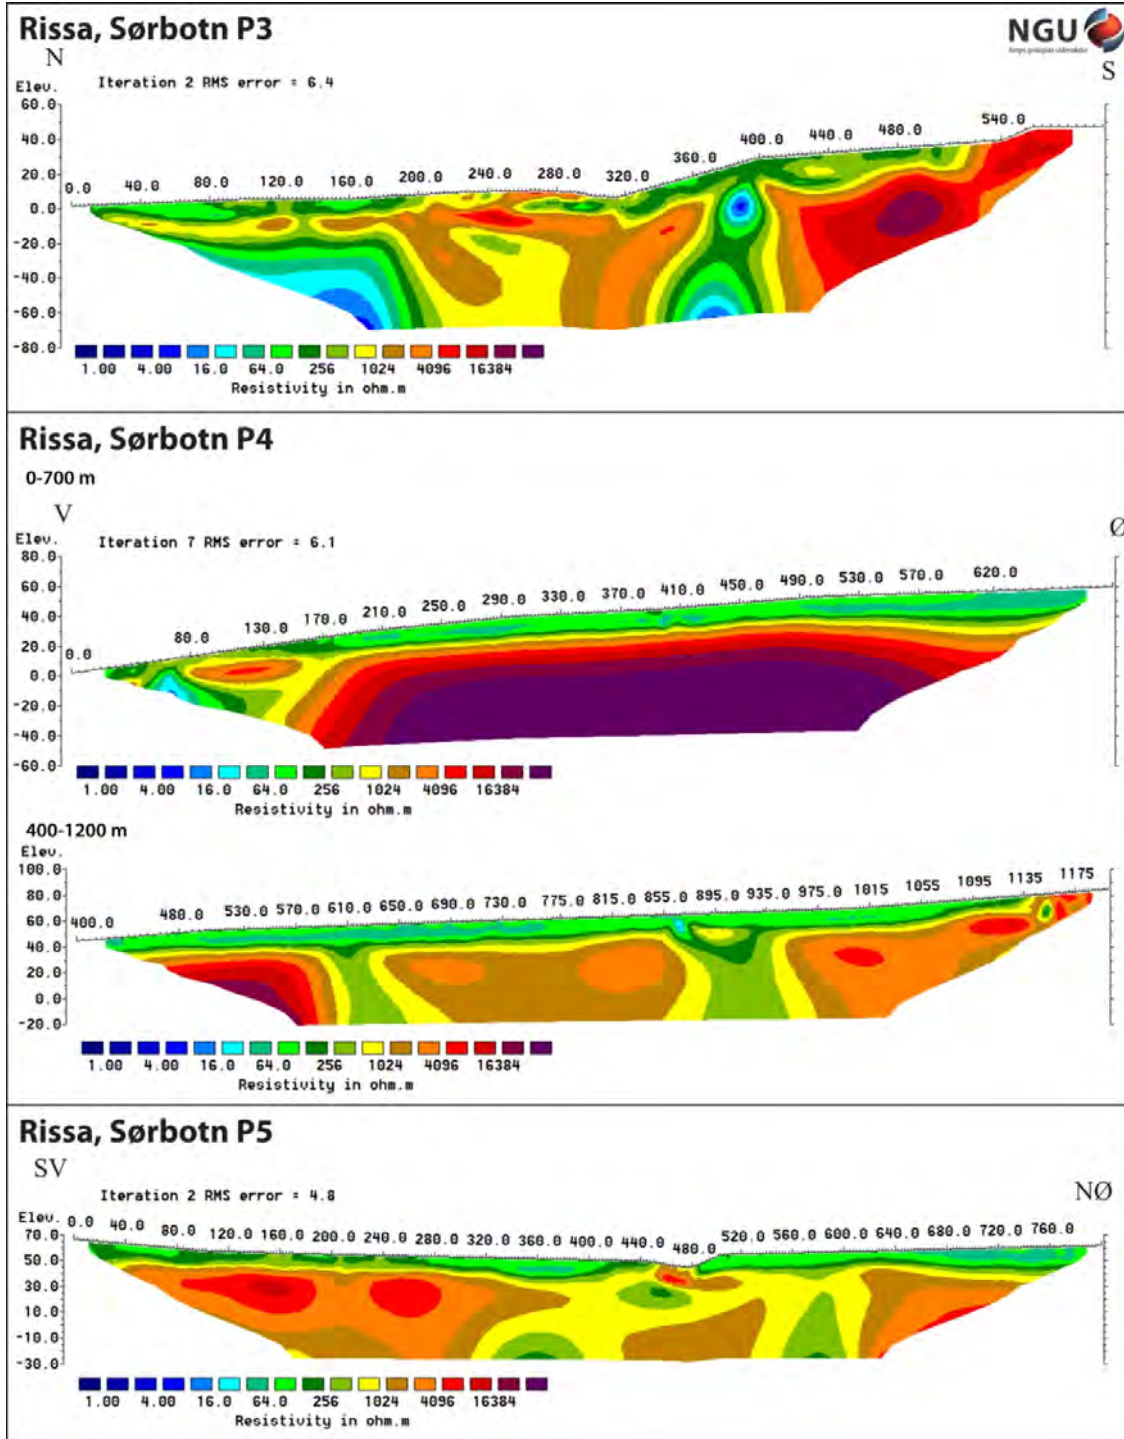 Rissa, Sørbotn P3
NGU
Norges geologiske undersøkelse
N
S
Elev. Iteration 2 RMS error = 6.4
60.0
40.0
20.0
0.0
-20.0
-40.0
-60.0
-80.0
0.0 40.0 80.0 120.0 160.0 200.0 240.0 280.0 320.0 360.0 400.0 440.0 480.0 540.0
1.00 4.00 16.0 64.0 256 1024 4096 16384
Resistivity in ohm.m
Rissa, Sørbotn P4
0-700 m
V
Ø
Elev. Iteration 7 RMS error = 6.1
80.0
60.0
40.0
20.0
0.0
-20.0
-40.0
-60.0
0.0 80.0 130.0 170.0 210.0 250.0 290.0 330.0 370.0 410.0 450.0 490.0 530.0 570.0 620.0
1.00 4.00 16.0 64.0 256 1024 4096 16384
Resistivity in ohm.m
400-1200 m
Elev.
100.0
80.0
60.0
40.0
20.0
0.0
-20.0
400.0 480.0 530.0 570.0 610.0 650.0 690.0 730.0 775.0 815.0 855.0 895.0 935.0 975.0 1015 1055 1095 1135 1175
1.00 4.00 16.0 64.0 256 1024 4096 16384
Resistivity in ohm.m
Rissa, Sørbotn P5
SV
NØ
Iteration 2 RMS error = 4.8
Elev.
70.0
50.0
30.0
10.0
-10.0
-30.0
0.0 40.0 80.0 120.0 160.0 200.0 240.0 280.0 320.0 360.0 400.0 440.0 480.0 520.0 560.0 600.0 640.0 680.0 720.0 760.0
1.00 4.00 16.0 64.0 256 1024 4096 16384
Resistivity in ohm.m